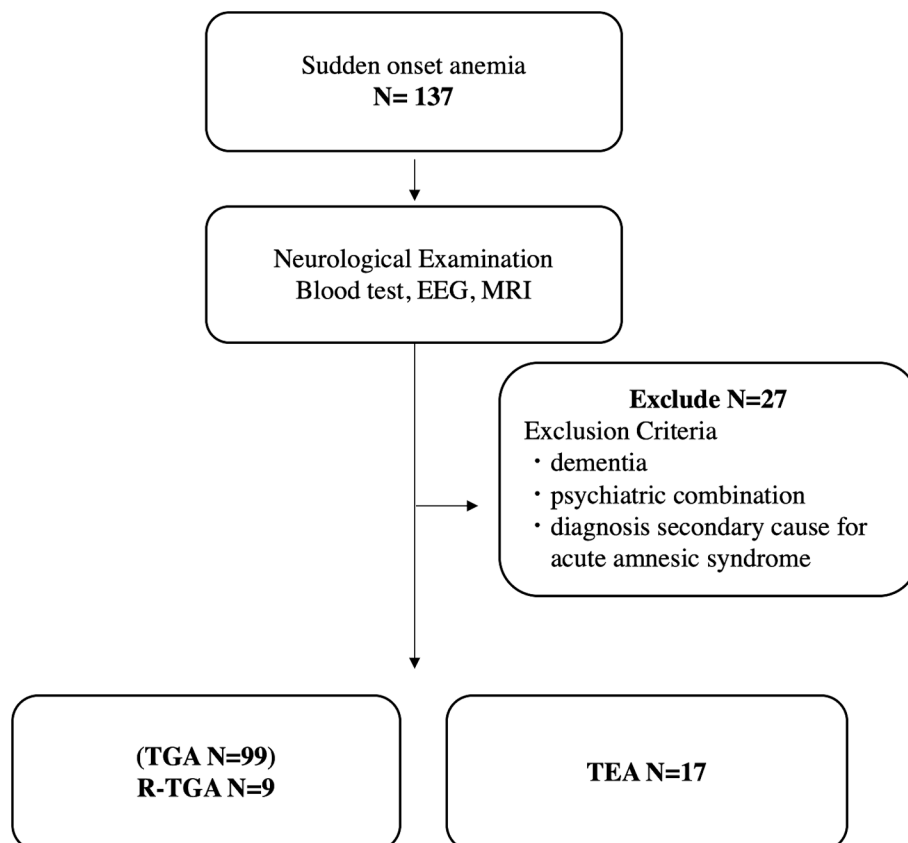 Sudden onset anemia
N= 137
Neurological Examination
Blood test, EEG, MRI
Exclude N=27
Exclusion Criteria
・dementia
・psychiatric combination
・diagnosis secondary cause for
acute amnesic syndrome
(TGA N=99)
R-TGA N=9
TEA N=17